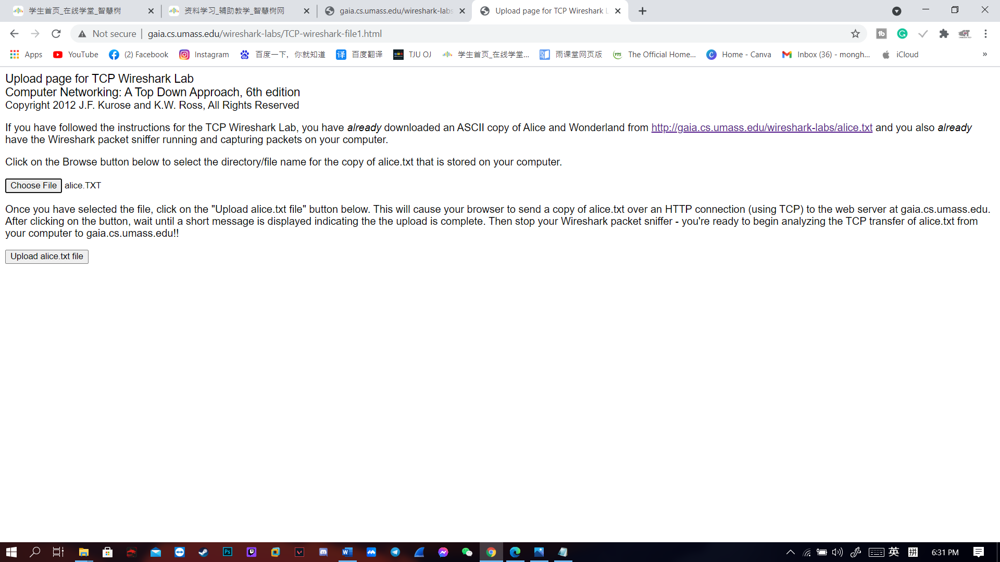 学生首页_在线学堂_智慧树
资料学习_辅助教学_智慧树网
gaia.cs.umass.edu/wireshark-labs
Upload page for TCP Wireshark L
Not secure
gaia.cs.umass.edu/wireshark-labs/TCP-wireshark-file1.html
Apps
YouTube
(2) Facebook
Instagram
百度一下，你就知道
译
百度翻译
TJU OJ
学生首页_在线学堂...
雨课堂网页版
The Official Home...
Home - Canva
Inbox (36) - mongh...
iCloud
»
Upload page for TCP Wireshark Lab
Computer Networking: A Top Down Approach, 6th edition
Copyright 2012 J.F. Kurose and K.W. Ross, All Rights Reserved
If you have followed the instructions for the TCP Wireshark Lab, you have already downloaded an ASCII copy of Alice and Wonderland from http://gaia.cs.umass.edu/wireshark-labs/alice.txt and you also already
have the Wireshark packet sniffer running and capturing packets on your computer.
Click on the Browse button below to select the directory/file name for the copy of alice.txt that is stored on your computer.
Choose File alice.TXT
Once you have selected the file, click on the "Upload alice.txt file" button below. This will cause your browser to send a copy of alice.txt over an HTTP connection (using TCP) to the web server at gaia.cs.umass.edu.
After clicking on the button, wait until a short message is displayed indicating the the upload is complete. Then stop your Wireshark packet sniffer - you're ready to begin analyzing the TCP transfer of alice.txt from
your computer to gaia.cs.umass.edu!!
Upload alice.txt file
Ps
英
拼
6:31 PM